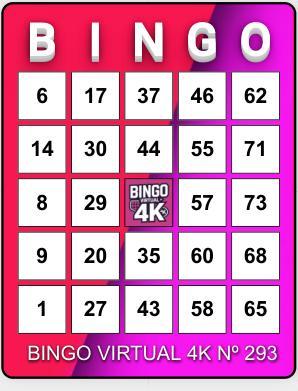 B I N G O
6 17 37 46 62
14 30 44 55 71
8 29 BINGO VIRTUAL 4K 57 73
9 20 35 60 68
1 27 43 58 65
BINGO VIRTUAL 4K Nº 293